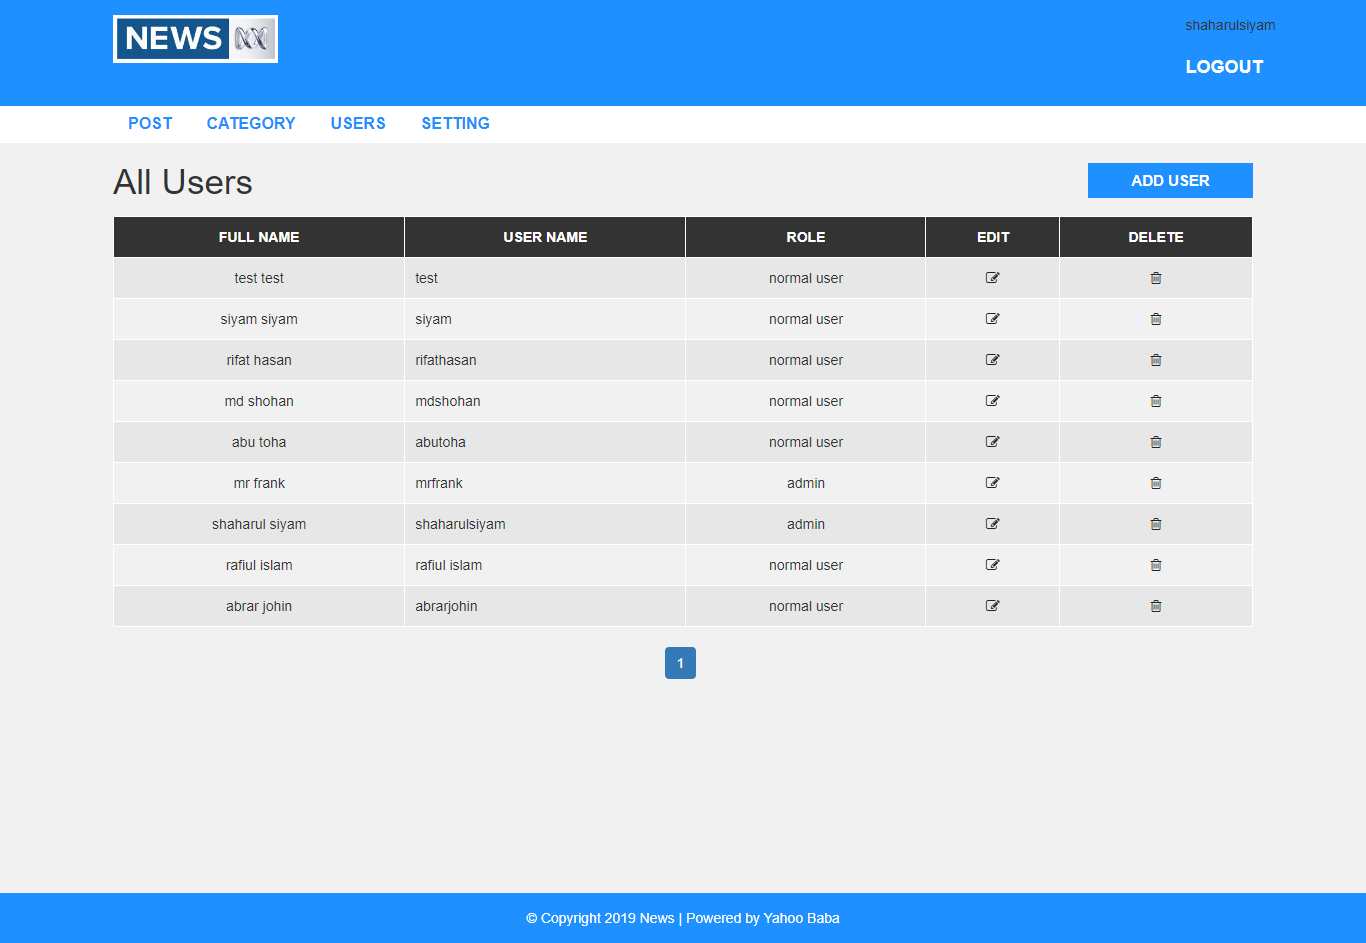 NEWS
shaharulsiyam
LOGOUT
POST CATEGORY USERS SETTING
All Users
ADD USER
FULL NAME USER NAME ROLE EDIT DELETE
test test test normal user
siyam siyam siyam normal user
rifat hasan rifathasan normal user
md shohan mdshohan normal user
abu toha abutoha normal user
mr frank mrfrank admin
shaharul siyam shaharulsiyam admin
rafiul islam rafiul islam normal user
abrar johin abrarjohin normal user
1
© Copyright 2019 News | Powered by Yahoo Baba